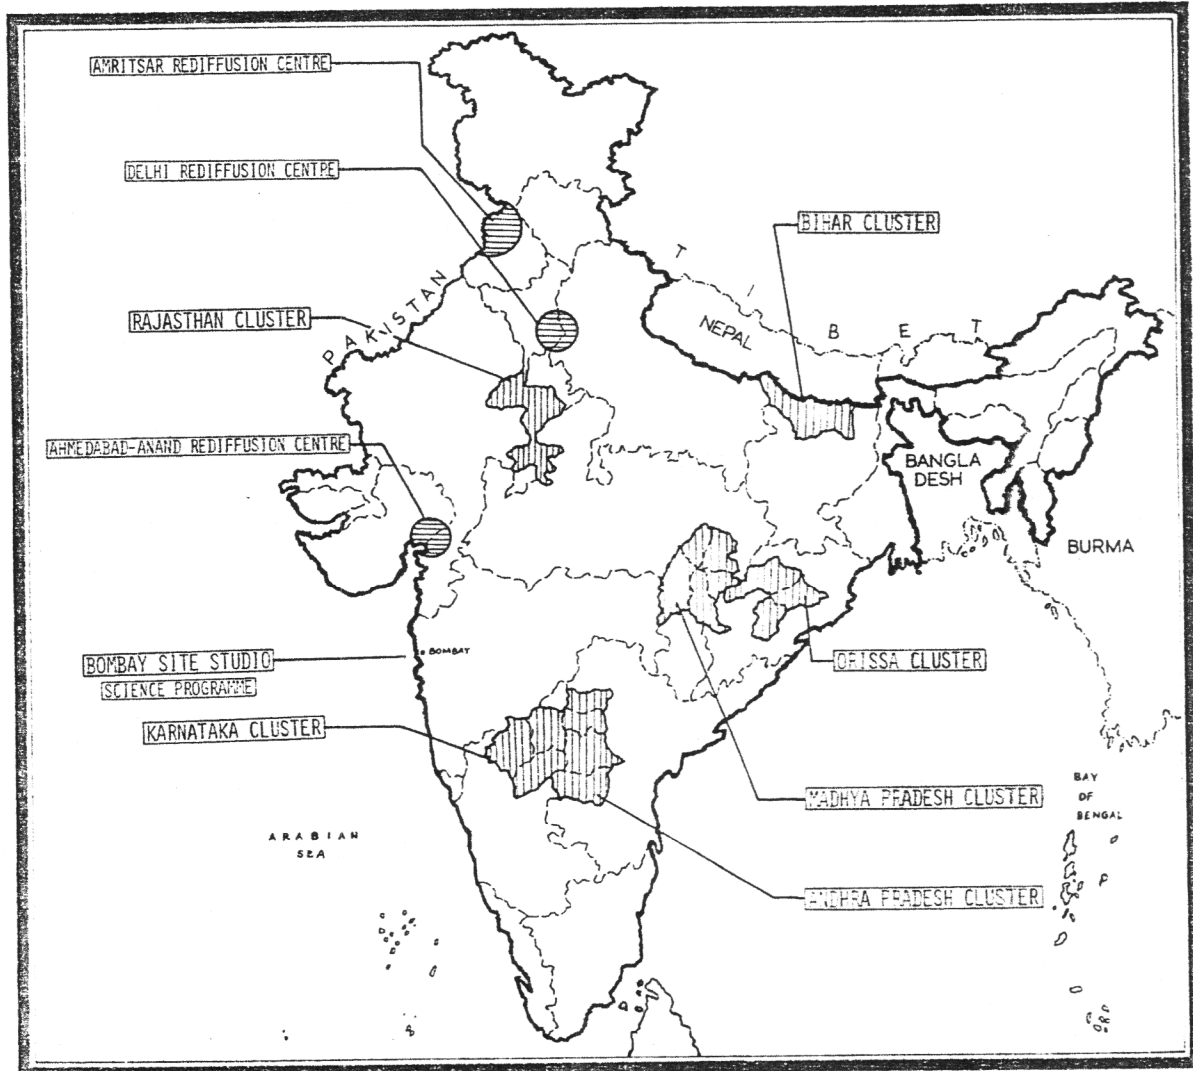 AMRITSAR REDIFFUSION CENTRE
DELHI REDIFFUSION CENTRE
BIHAR CLUSTER
TIBET
PAKISTAN
RAJASTHAN CLUSTER
NEPAL
AHMEDABAD-ANAND REDIFFUSION CENTRE
BANGLA
DESH
BURMA
BOMBAY
BOMBAY SITE STUDIO
SCIENCE PROGRAMME
ORISSA CLUSTER
KARNATAKA CLUSTER
MADHYA PRADESH CLUSTER
BAY
OF
BENGAL
ARABIAN
SEA
ANDHRA PRADESH CLUSTER